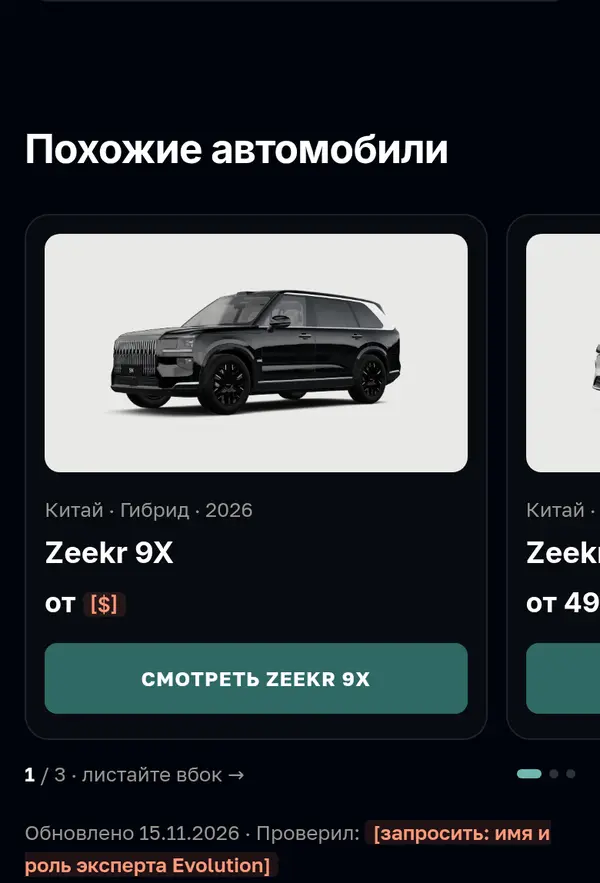 Похожие автомобили
Китай · Гибрид · 2026
Zeekr 9X
от [$]
СМОТРЕТЬ ZEEKR 9X
Китай ·
Zeek
от 49
1 / 3 · листайте вбок →
Обновлено 15.11.2026 · Проверил: [запросить: имя и
роль эксперта Evolution]